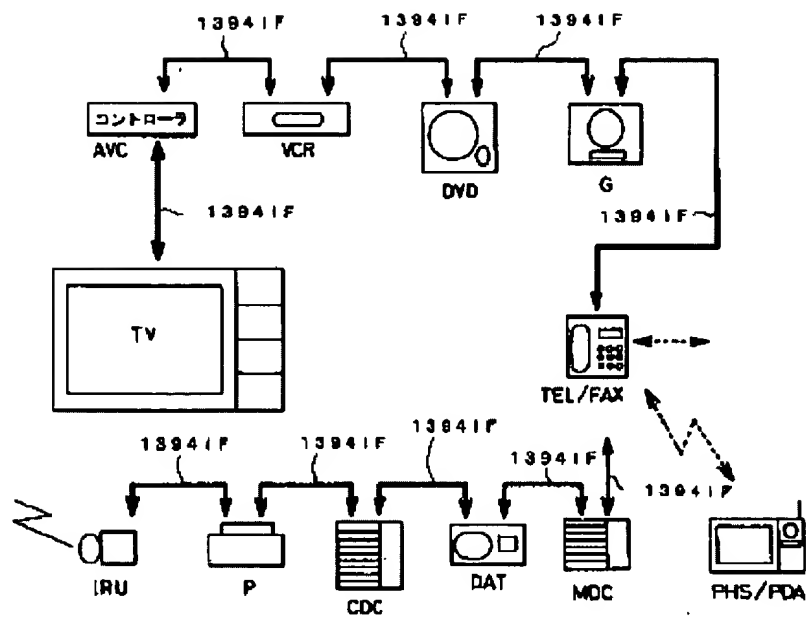 1394IF
1394IF
1394IF
コントローラ
AVC
VCR
DVD
G
1394IF
1394IF
TV
TEL/FAX
1394IF
1394IF
1394IF
1394IF
1394IF
IRU
P
CDC
DAT
MDC
PHS/PDA